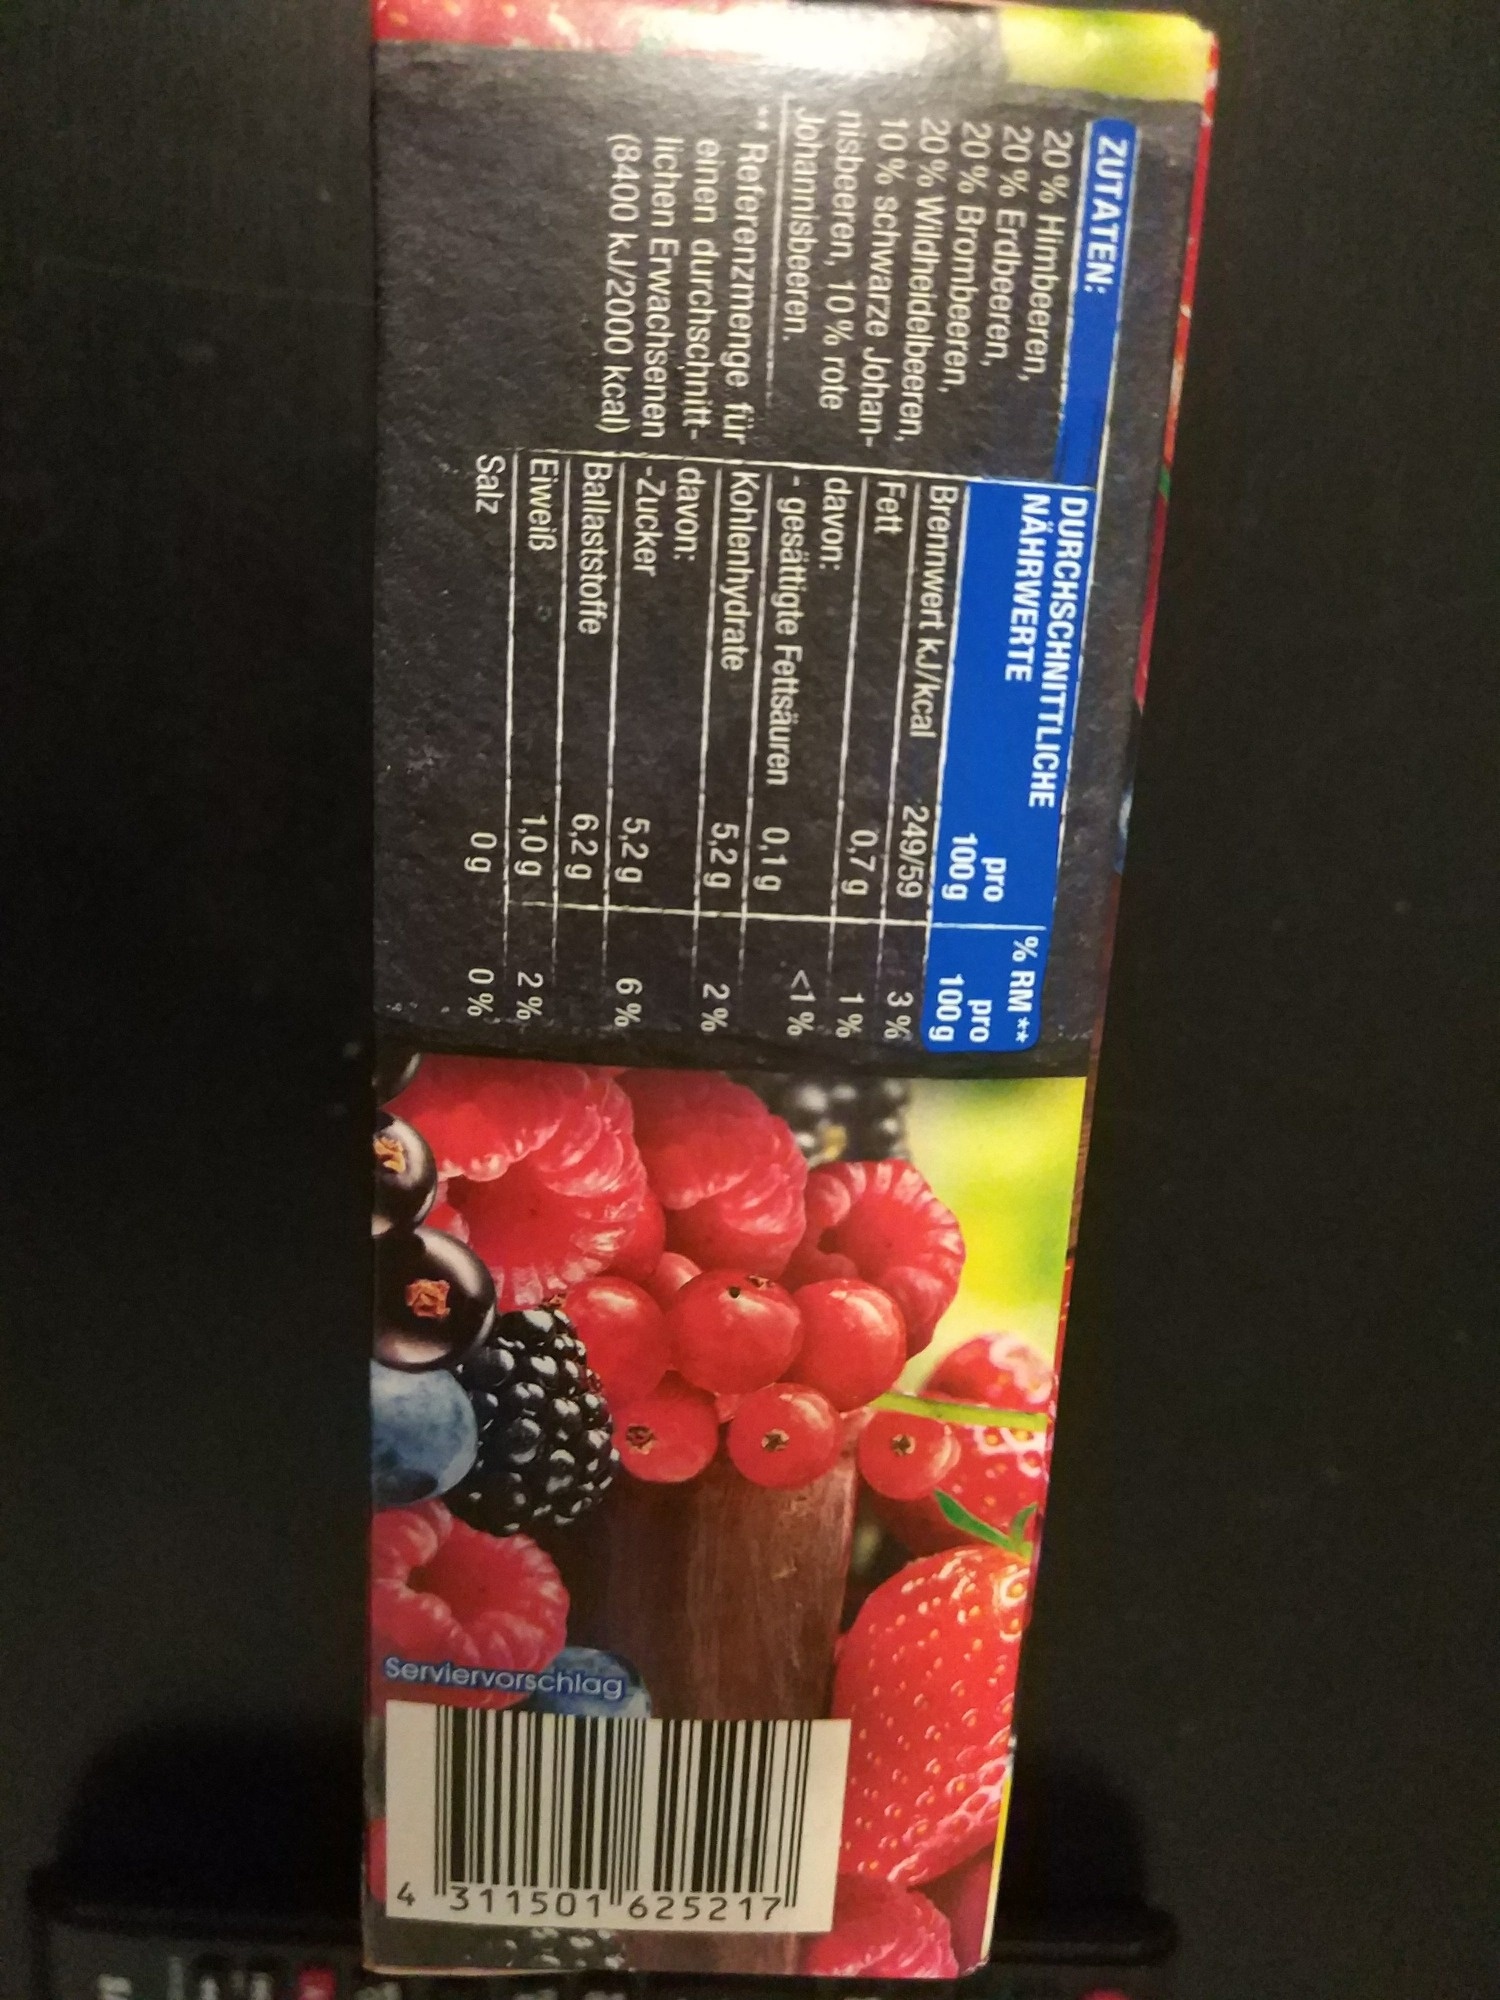 ZUTATEN:
20 % Himbeeren,
20 % Erdbeeren,
20 % Brombeeren,
20 % Wildheidelbeeren,
10 % schwarze Johan-
nisbeeren, 10 % rote
Johannisbeeren.
** Referenzmenge für
einen durchschnitt-
lichen Erwachsenen
(8400 kJ/2000 kcal)
DURCHSCHNITTLICHE
NÄHRWERTE
pro 100 g % RM ** pro 100 g
Brennwert kJ/kcal 249/59 3 %
Fett 0,7 g 1 %
davon:
- gesättigte Fettsäuren 0,1 g <1 %
Kohlenhydrate 5,2 g 2 %
davon:
-Zucker 5,2 g 6 %
Ballaststoffe 6,2 g
Eiweiß 1,0 g 2 %
Salz 0 g 0 %
Serviervorschlag
4 311501 625217